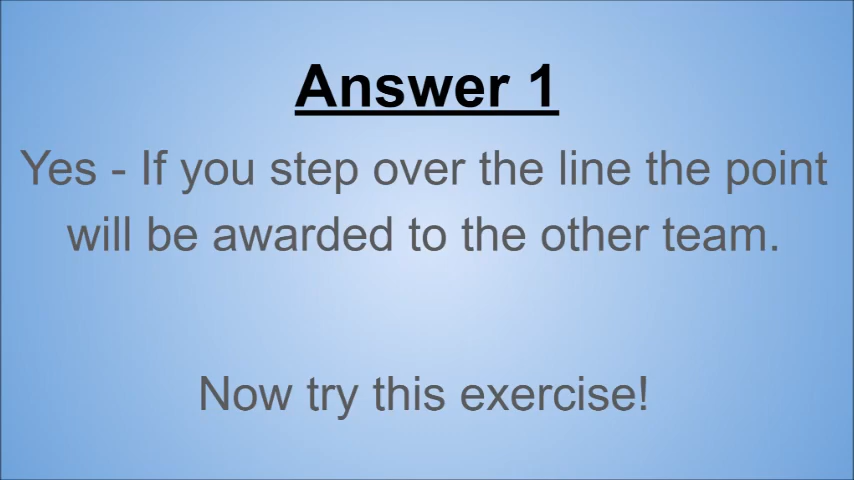 Answer 1
Yes - If you step over the line the point
will be awarded to the other team.
Now try this exercise!